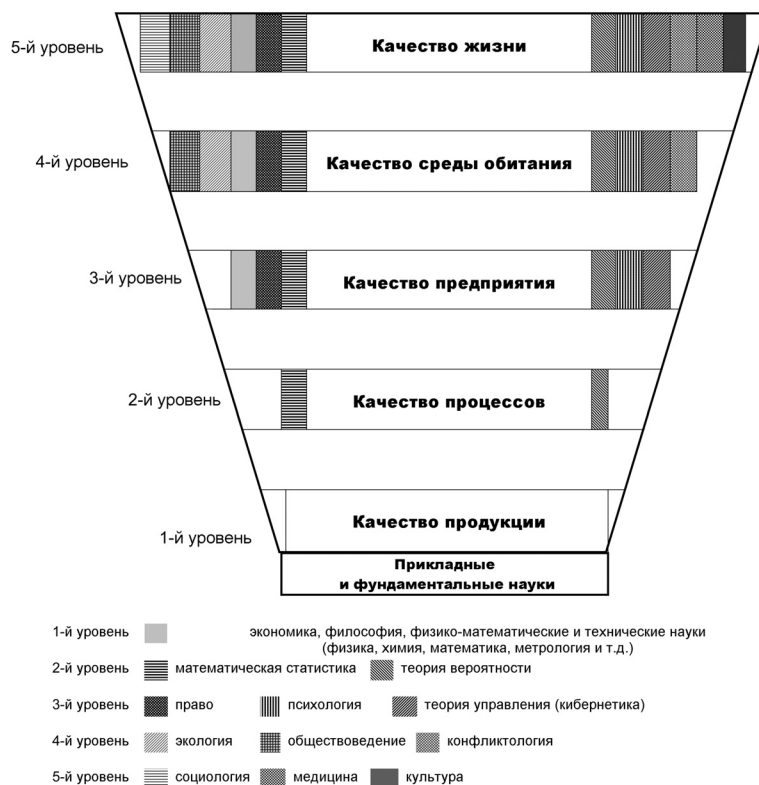 5-й уровень
Качество жизни
4-й уровень
Качество среды обитания
3-й уровень
Качество предприятия
2-й уровень
Качество процессов
1-й уровень
Качество продукции
Прикладные
и фундаментальные науки
1-й уровень экономика, философия, физико-математические и технические науки
(физика, химия, математика, метрология и т.д.)
2-й уровень математическая статистика теория вероятности
3-й уровень право психология теория управления (кибернетика)
4-й уровень экология обществоведение конфликтология
5-й уровень социология медицина культура